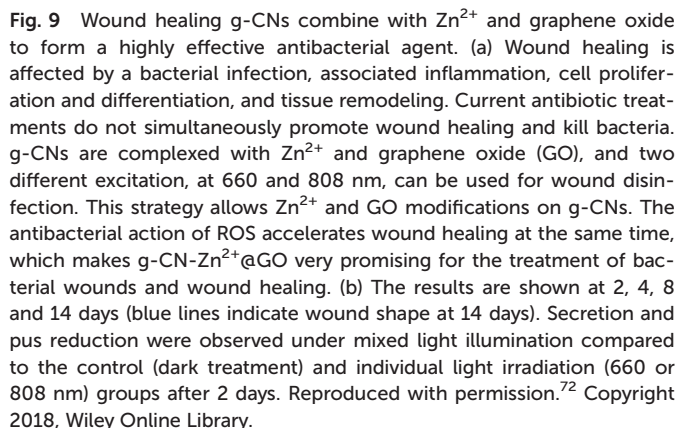 Fig. 9 Wound healing g-CNs combine with Zn²⁺ and graphene oxide
to form a highly effective antibacterial agent. (a) Wound healing is
affected by a bacterial infection, associated inflammation, cell prolifer-
ation and differentiation, and tissue remodeling. Current antibiotic treat-
ments do not simultaneously promote wound healing and kill bacteria.
g-CNs are complexed with Zn²⁺ and graphene oxide (GO), and two
different excitation, at 660 and 808 nm, can be used for wound disin-
fection. This strategy allows Zn²⁺ and GO modifications on g-CNs. The
antibacterial action of ROS accelerates wound healing at the same time,
which makes g-CN-Zn²⁺@GO very promising for the treatment of bac-
terial wounds and wound healing. (b) The results are shown at 2, 4, 8
and 14 days (blue lines indicate wound shape at 14 days). Secretion and
pus reduction were observed under mixed light illumination compared
to the control (dark treatment) and individual light irradiation (660 or
808 nm) groups after 2 days. Reproduced with permission.⁷² Copyright
2018, Wiley Online Library.